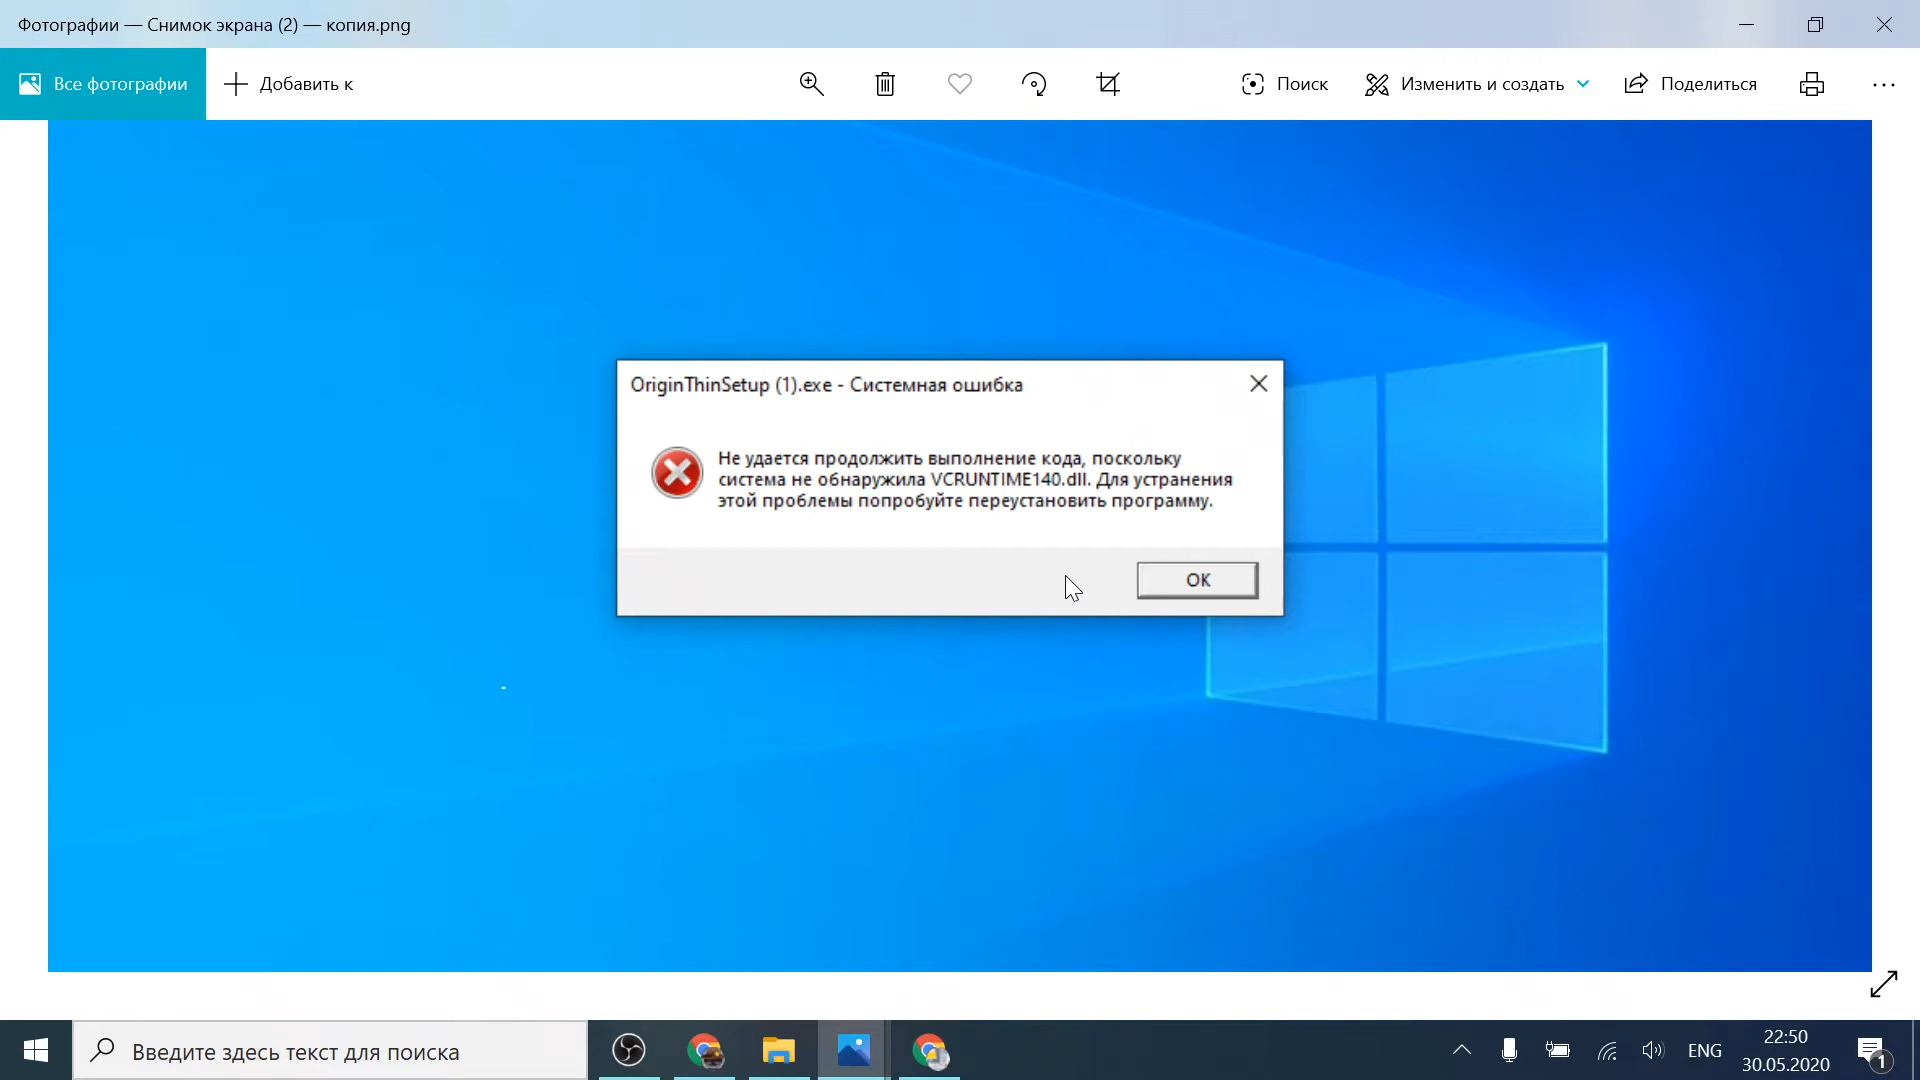 Фотографии — Снимок экрана (2) — копия.png
Все фотографии
Добавить к
Поиск
Изменить и создать
Поделиться
OriginThinSetup (1).exe - Системная ошибка
Не удается продолжить выполнение кода, поскольку
система не обнаружила VCRUNTIME140.dll. Для устранения
этой проблемы попробуйте переустановить программу.
OK
Введите здесь текст для поиска
ENG
22:50
30.05.2020
1